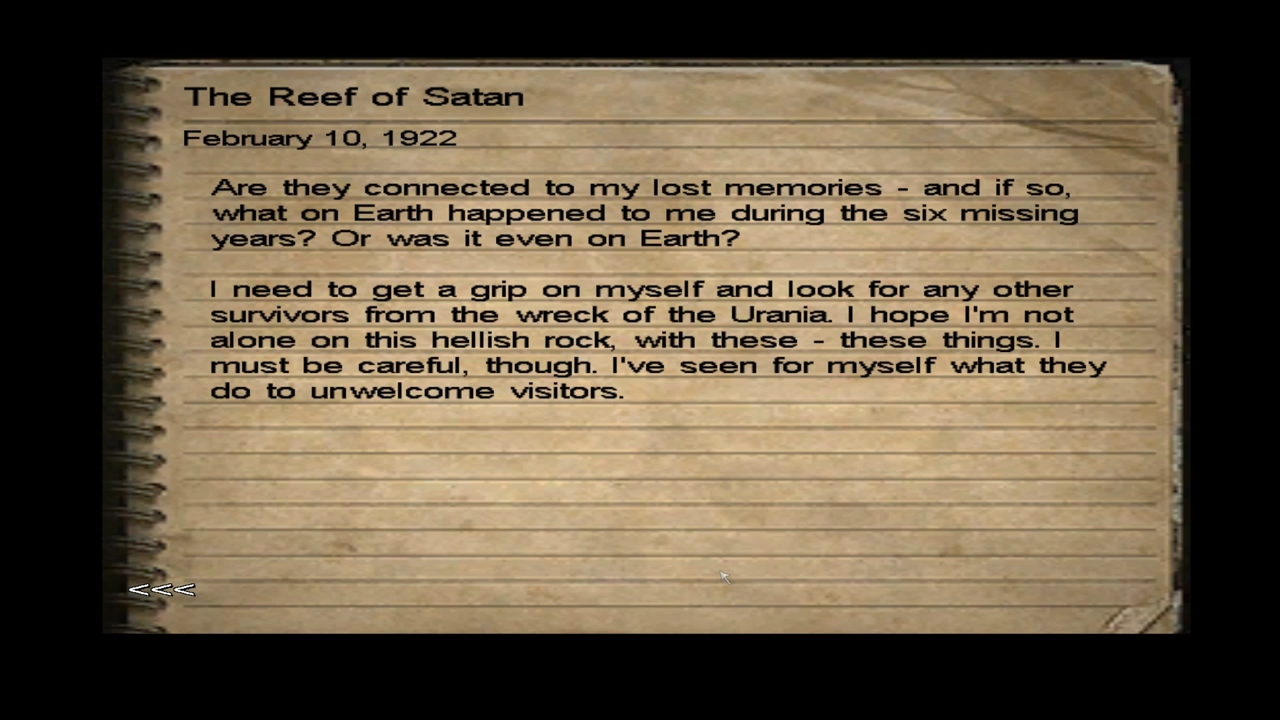 The Reef of Satan
February 10, 1922
Are they connected to my lost memories - and if so,
what on Earth happened to me during the six missing
years? Or was it even on Earth?
I need to get a grip on myself and look for any other
survivors from the wreck of the Urania. I hope I'm not
alone on this hellish rock, with these - these things. I
must be careful, though. I've seen for myself what they
do to unwelcome visitors.
<<<